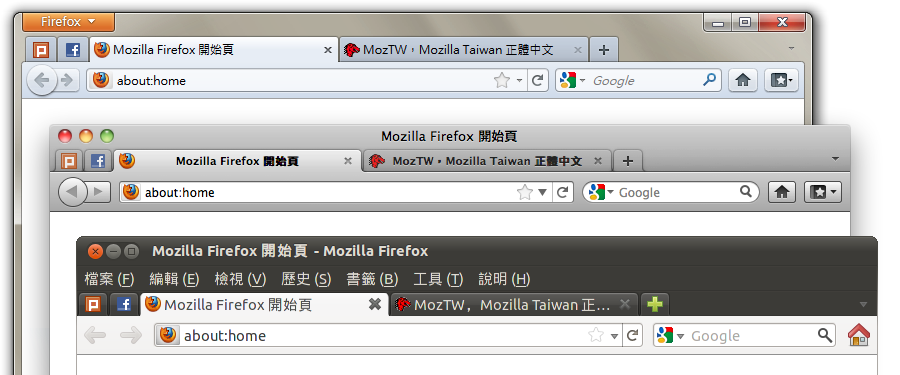 Firefox
Mozilla Firefox 開始頁 MozTW，Mozilla Taiwan 正體中文
about:home Google
Mozilla Firefox 開始頁
Mozilla Firefox 開始頁 MozTW，Mozilla Taiwan 正體中文
about:home Google
Mozilla Firefox 開始頁 - Mozilla Firefox
檔案 (F) 編輯 (E) 檢視 (V) 歷史 (S) 書籤 (B) 工具 (T) 說明 (H)
Mozilla Firefox 開始頁 MozTW，Mozilla Taiwan 正...
about:home Google